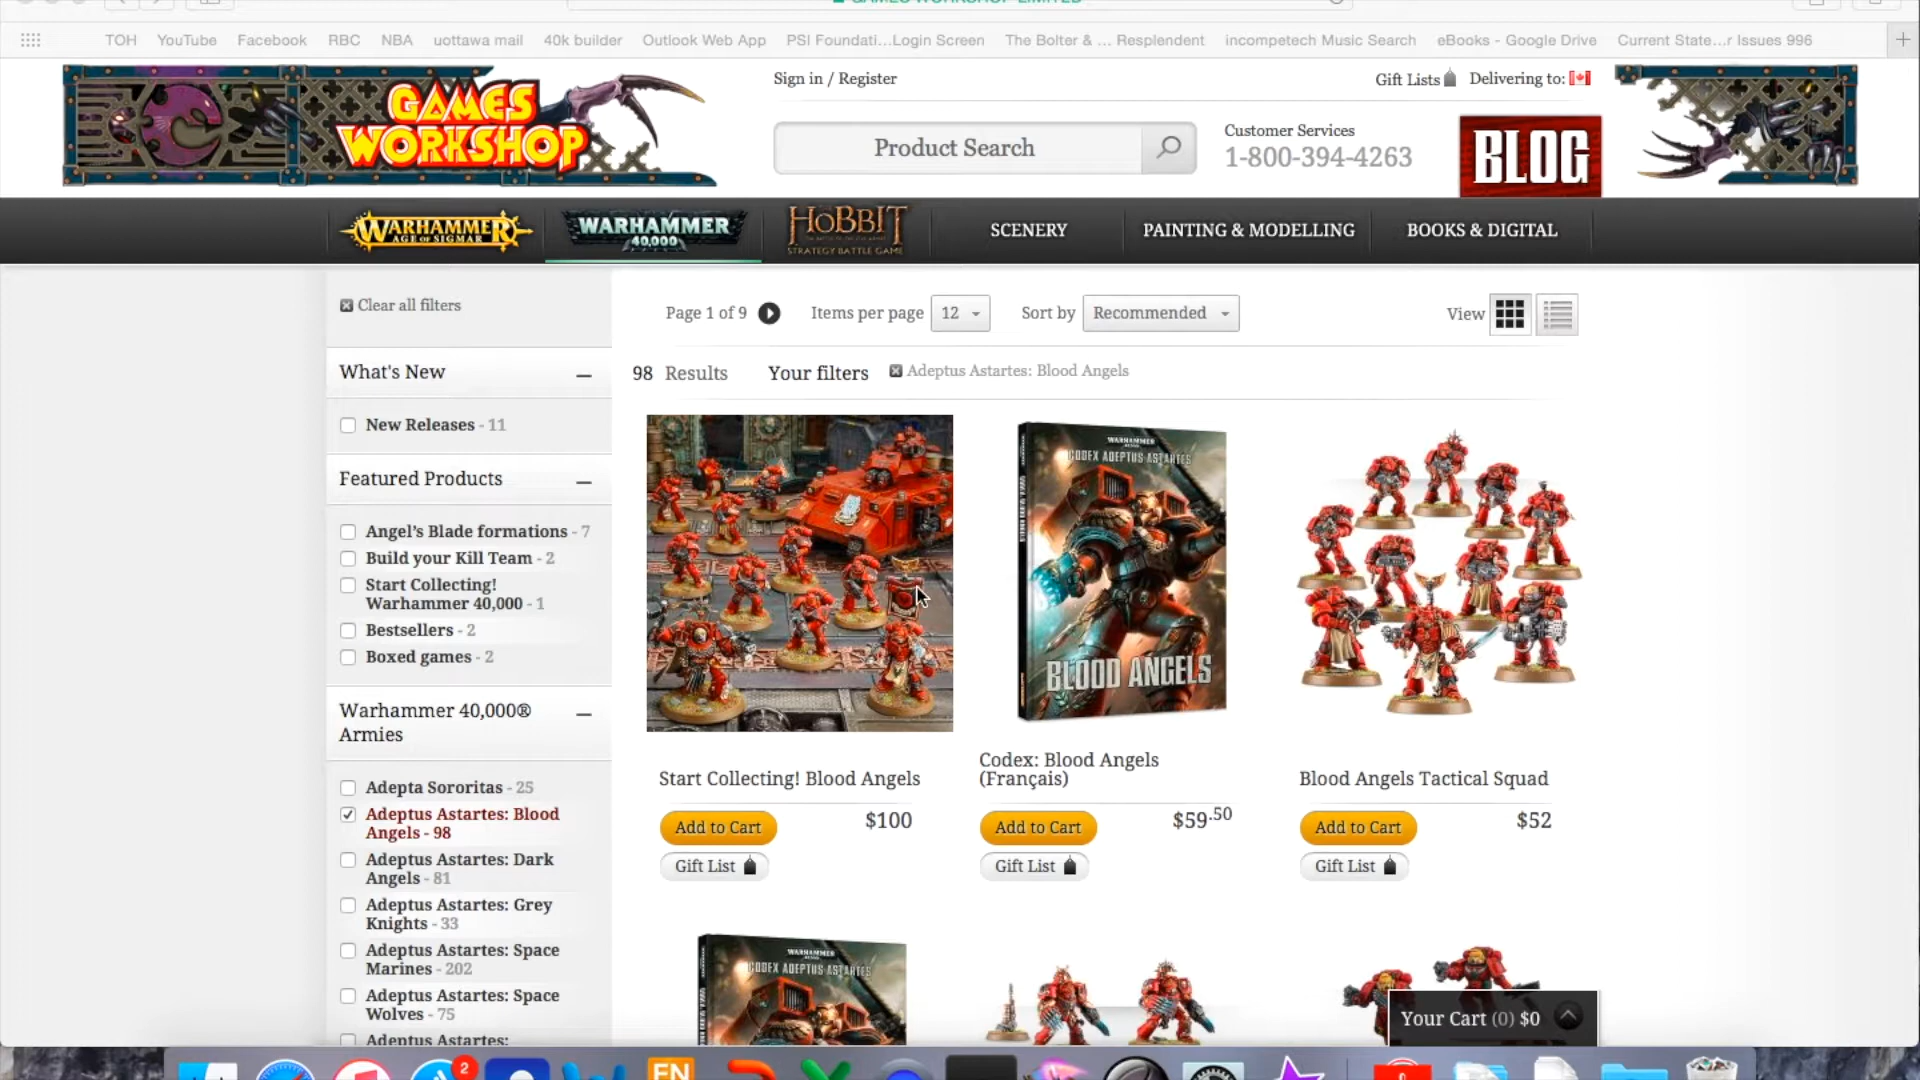 GAMES WORKSHOP LIMITED
TOH YouTube Facebook RBC NBA uottawa mail 40k builder Outlook Web App PSI Foundati...Login Screen The Bolter & ... Resplendent incompetech Music Search eBooks - Google Drive Current State...r Issues 996
GAMES
WORKSHOP
Sign in / Register
Gift Lists Delivering to:
Product Search
Customer Services
1-800-394-4263
BLOG
WARHAMMER
AGE OF SIGMAR
WARHAMMER
40,000
HOBBIT
STRATEGY BATTLE GAME
SCENERY
PAINTING & MODELLING
BOOKS & DIGITAL
Clear all filters
What's New
New Releases - 11
Featured Products
Angel's Blade formations - 7
Build your Kill Team - 2
Start Collecting!
Warhammer 40,000 - 1
Bestsellers - 2
Boxed games - 2
Warhammer 40,000®
Armies
Adepta Sororitas - 25
Adeptus Astartes: Blood
Angels - 98
Adeptus Astartes: Dark
Angels - 81
Adeptus Astartes: Grey
Knights - 33
Adeptus Astartes: Space
Marines - 202
Adeptus Astartes: Space
Wolves - 75
Adeptus Astartes:
Page 1 of 9 Items per page 12 Sort by Recommended View
98 Results Your filters Adeptus Astartes: Blood Angels
WARHAMMER
CODEX ADEPTUS ASTARTES
BLOOD ANGELS
Start Collecting! Blood Angels
Add to Cart $100
Gift List
Codex: Blood Angels
(Français)
Add to Cart $59.50
Gift List
Blood Angels Tactical Squad
Add to Cart $52
Gift List
WARHAMMER
CODEX ADEPTUS ASTARTES
Your Cart (0) $0
2
EN